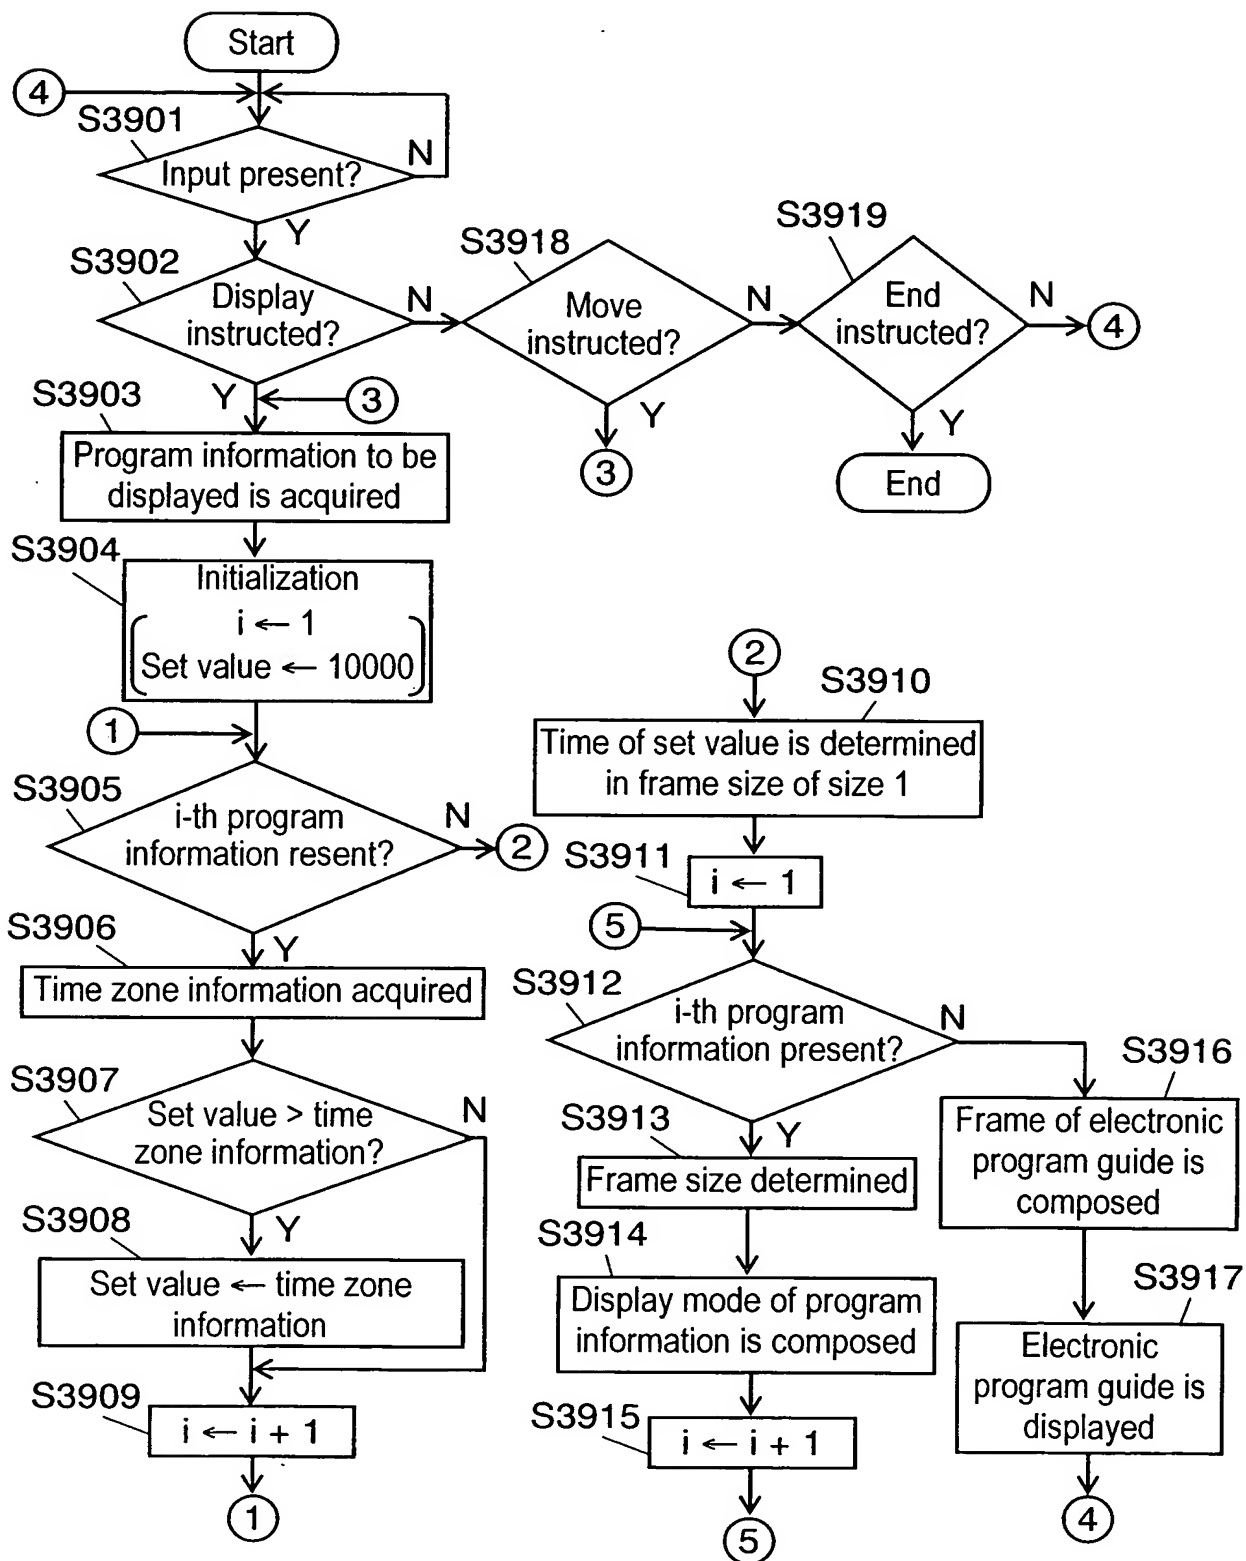 Start
4
S3901
Input present?
N
Y
S3902
Display
instructed?
N
Y
S3918
Move
instructed?
N
Y
3
S3919
End
instructed?
N
4
Y
End
3
S3903
Program information to be
displayed is acquired
S3904
Initialization
i ← 1
Set value ← 10000
1
S3905
i-th program
information resent?
N
2
Y
S3906
Time zone information acquired
S3907
Set value > time
zone information?
N
Y
S3908
Set value ← time zone
information
S3909
i ← i + 1
1
2
S3910
Time of set value is determined
in frame size of size 1
S3911
i ← 1
5
S3912
i-th program
information present?
N
Y
S3913
Frame size determined
S3914
Display mode of program
information is composed
S3915
i ← i + 1
5
S3916
Frame of electronic
program guide is
composed
S3917
Electronic
program guide is
displayed
4